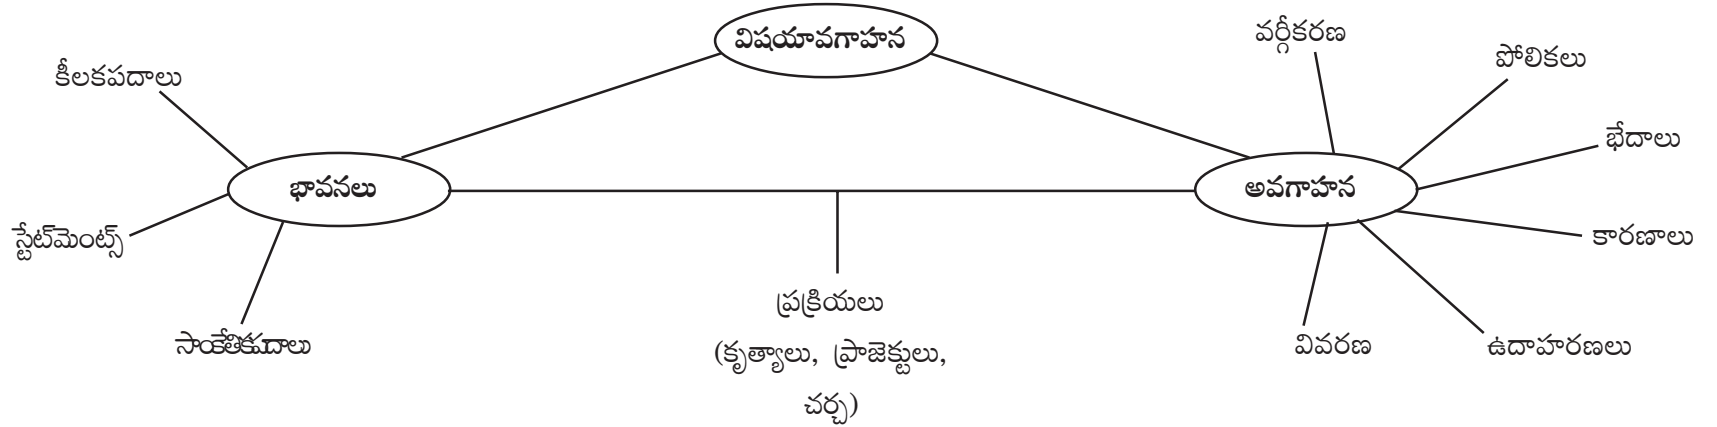 విషయావగాహన
వర్గీకరణ
పోలికలు
కీలకపదాలు
భేదాలు
భావనలు
అవగాహన
స్టేట్‌మెంట్స్
కారణాలు
ప్రక్రియలు
సాంకేతికపదాలు
వివరణ
ఉదాహరణలు
(కృత్యాలు, ప్రాజెక్టులు,
చర్చ)